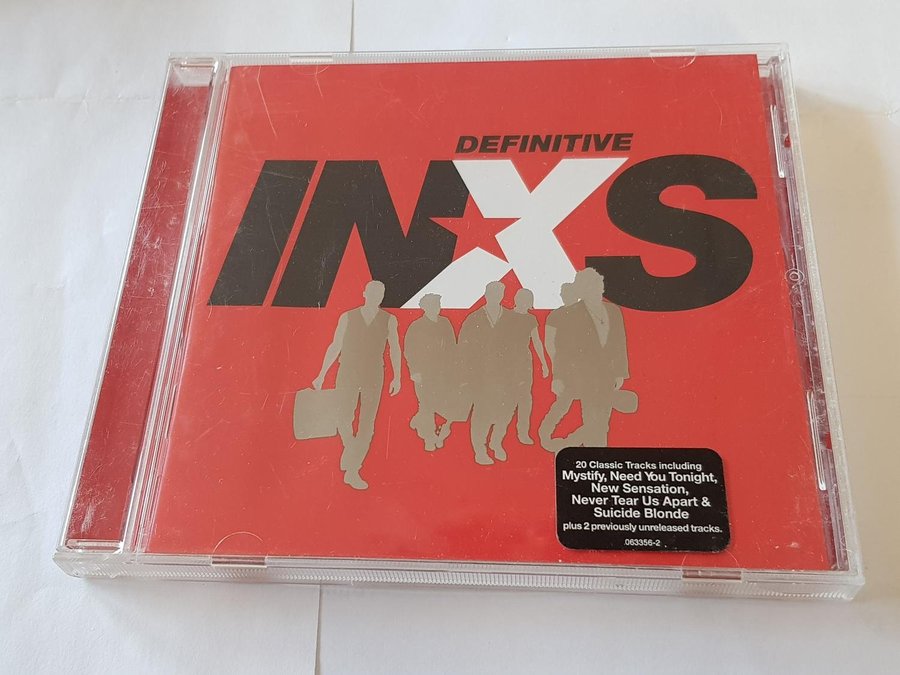 DEFINITIVE
INXS
20 Classic Tracks including
Mystify, Need You Tonight,
New Sensation,
Never Tear Us Apart &
Suicide Blonde
plus 2 previously unreleased tracks.
063356-2